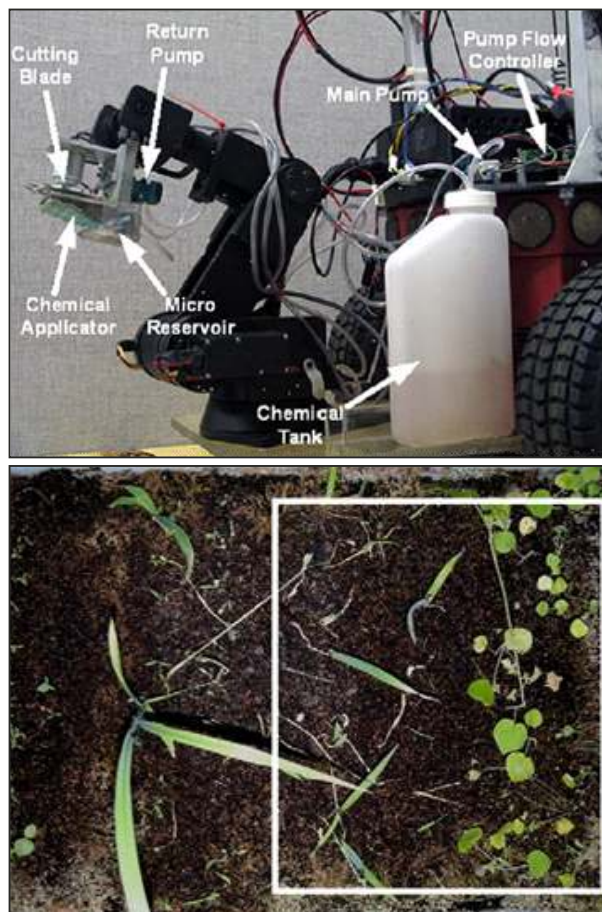 Cutting
Blade
Return
Pump
Pump Flow
Controller
Main Pump
Chemical
Applicator
Micro
Reservoir
Chemical
Tank